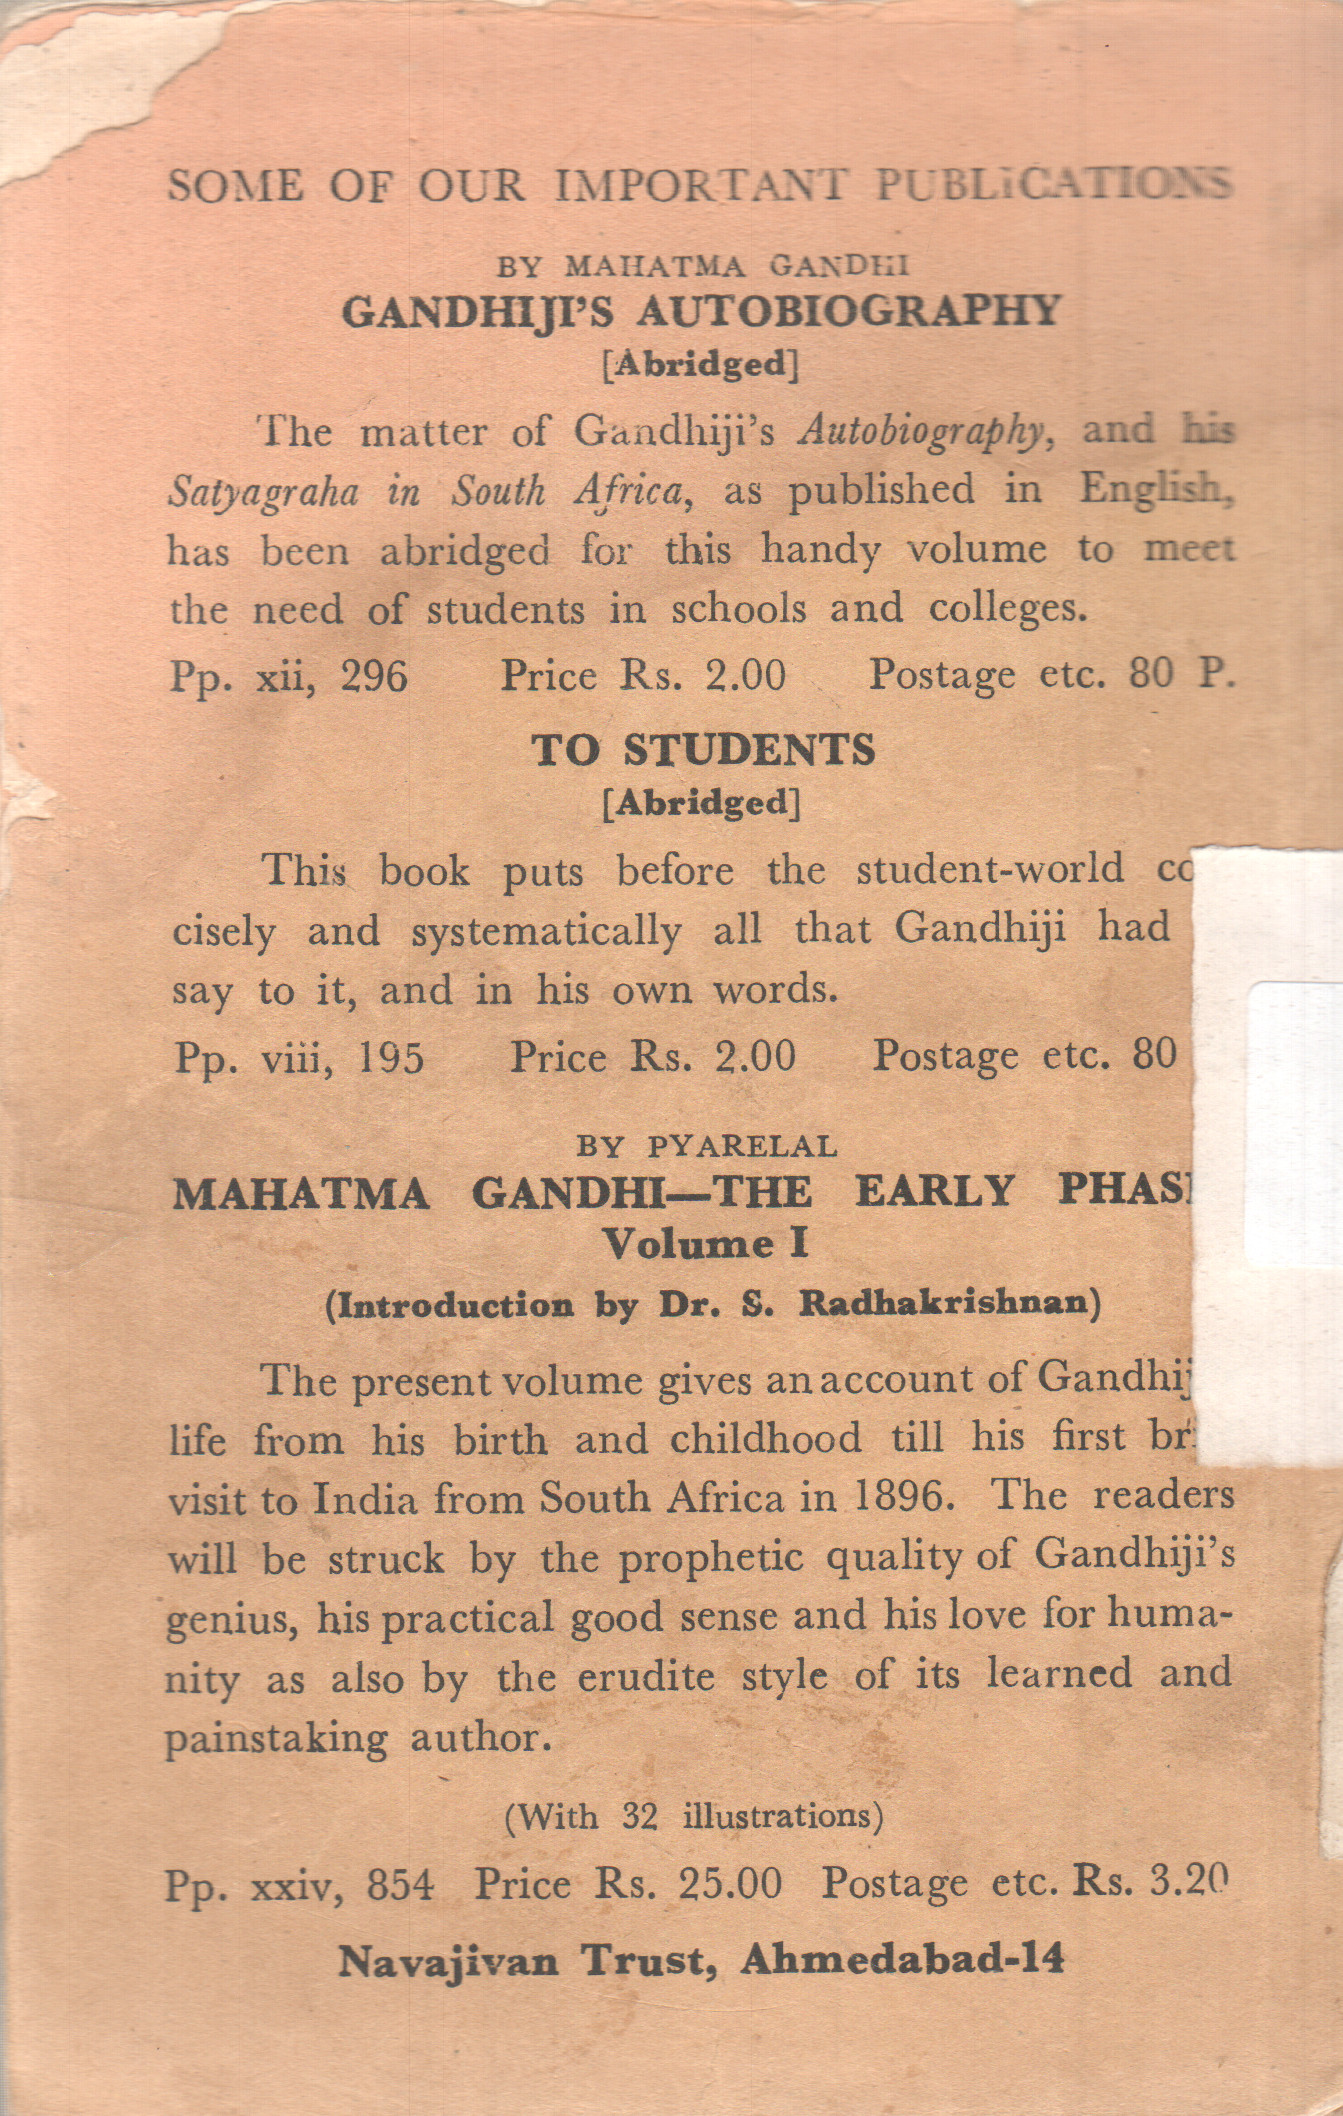 SOME OF OUR IMPORTANT PUBLICATIONS
BY MAHATMA GANDHI
GANDHIJI'S AUTOBIOGRAPHY
[Abridged]
The matter of Gandhiji's Autobiography, and his
Satyagraha in South Africa, as published in English,
has been abridged for this handy volume to meet
the need of students in schools and colleges.
Pp. xii, 296 Price Rs. 2.00 Postage etc. 80 P.
TO STUDENTS
[Abridged]
This book puts before the student-world co
cisely and systematically all that Gandhiji had
say to it, and in his own words.
Pp. viii, 195 Price Rs. 2.00 Postage etc. 80
BY PYARELAL
MAHATMA GANDHI—THE EARLY PHAS
Volume I
(Introduction by Dr. S. Radhakrishnan)
The present volume gives an account of Gandhij
life from his birth and childhood till his first br
visit to India from South Africa in 1896. The readers
will be struck by the prophetic quality of Gandhiji's
genius, his practical good sense and his love for huma-
nity as also by the erudite style of its learned and
painstaking author.
(With 32 illustrations)
Pp. xxiv, 854 Price Rs. 25.00 Postage etc. Rs. 3.20
Navajivan Trust, Ahmedabad-14